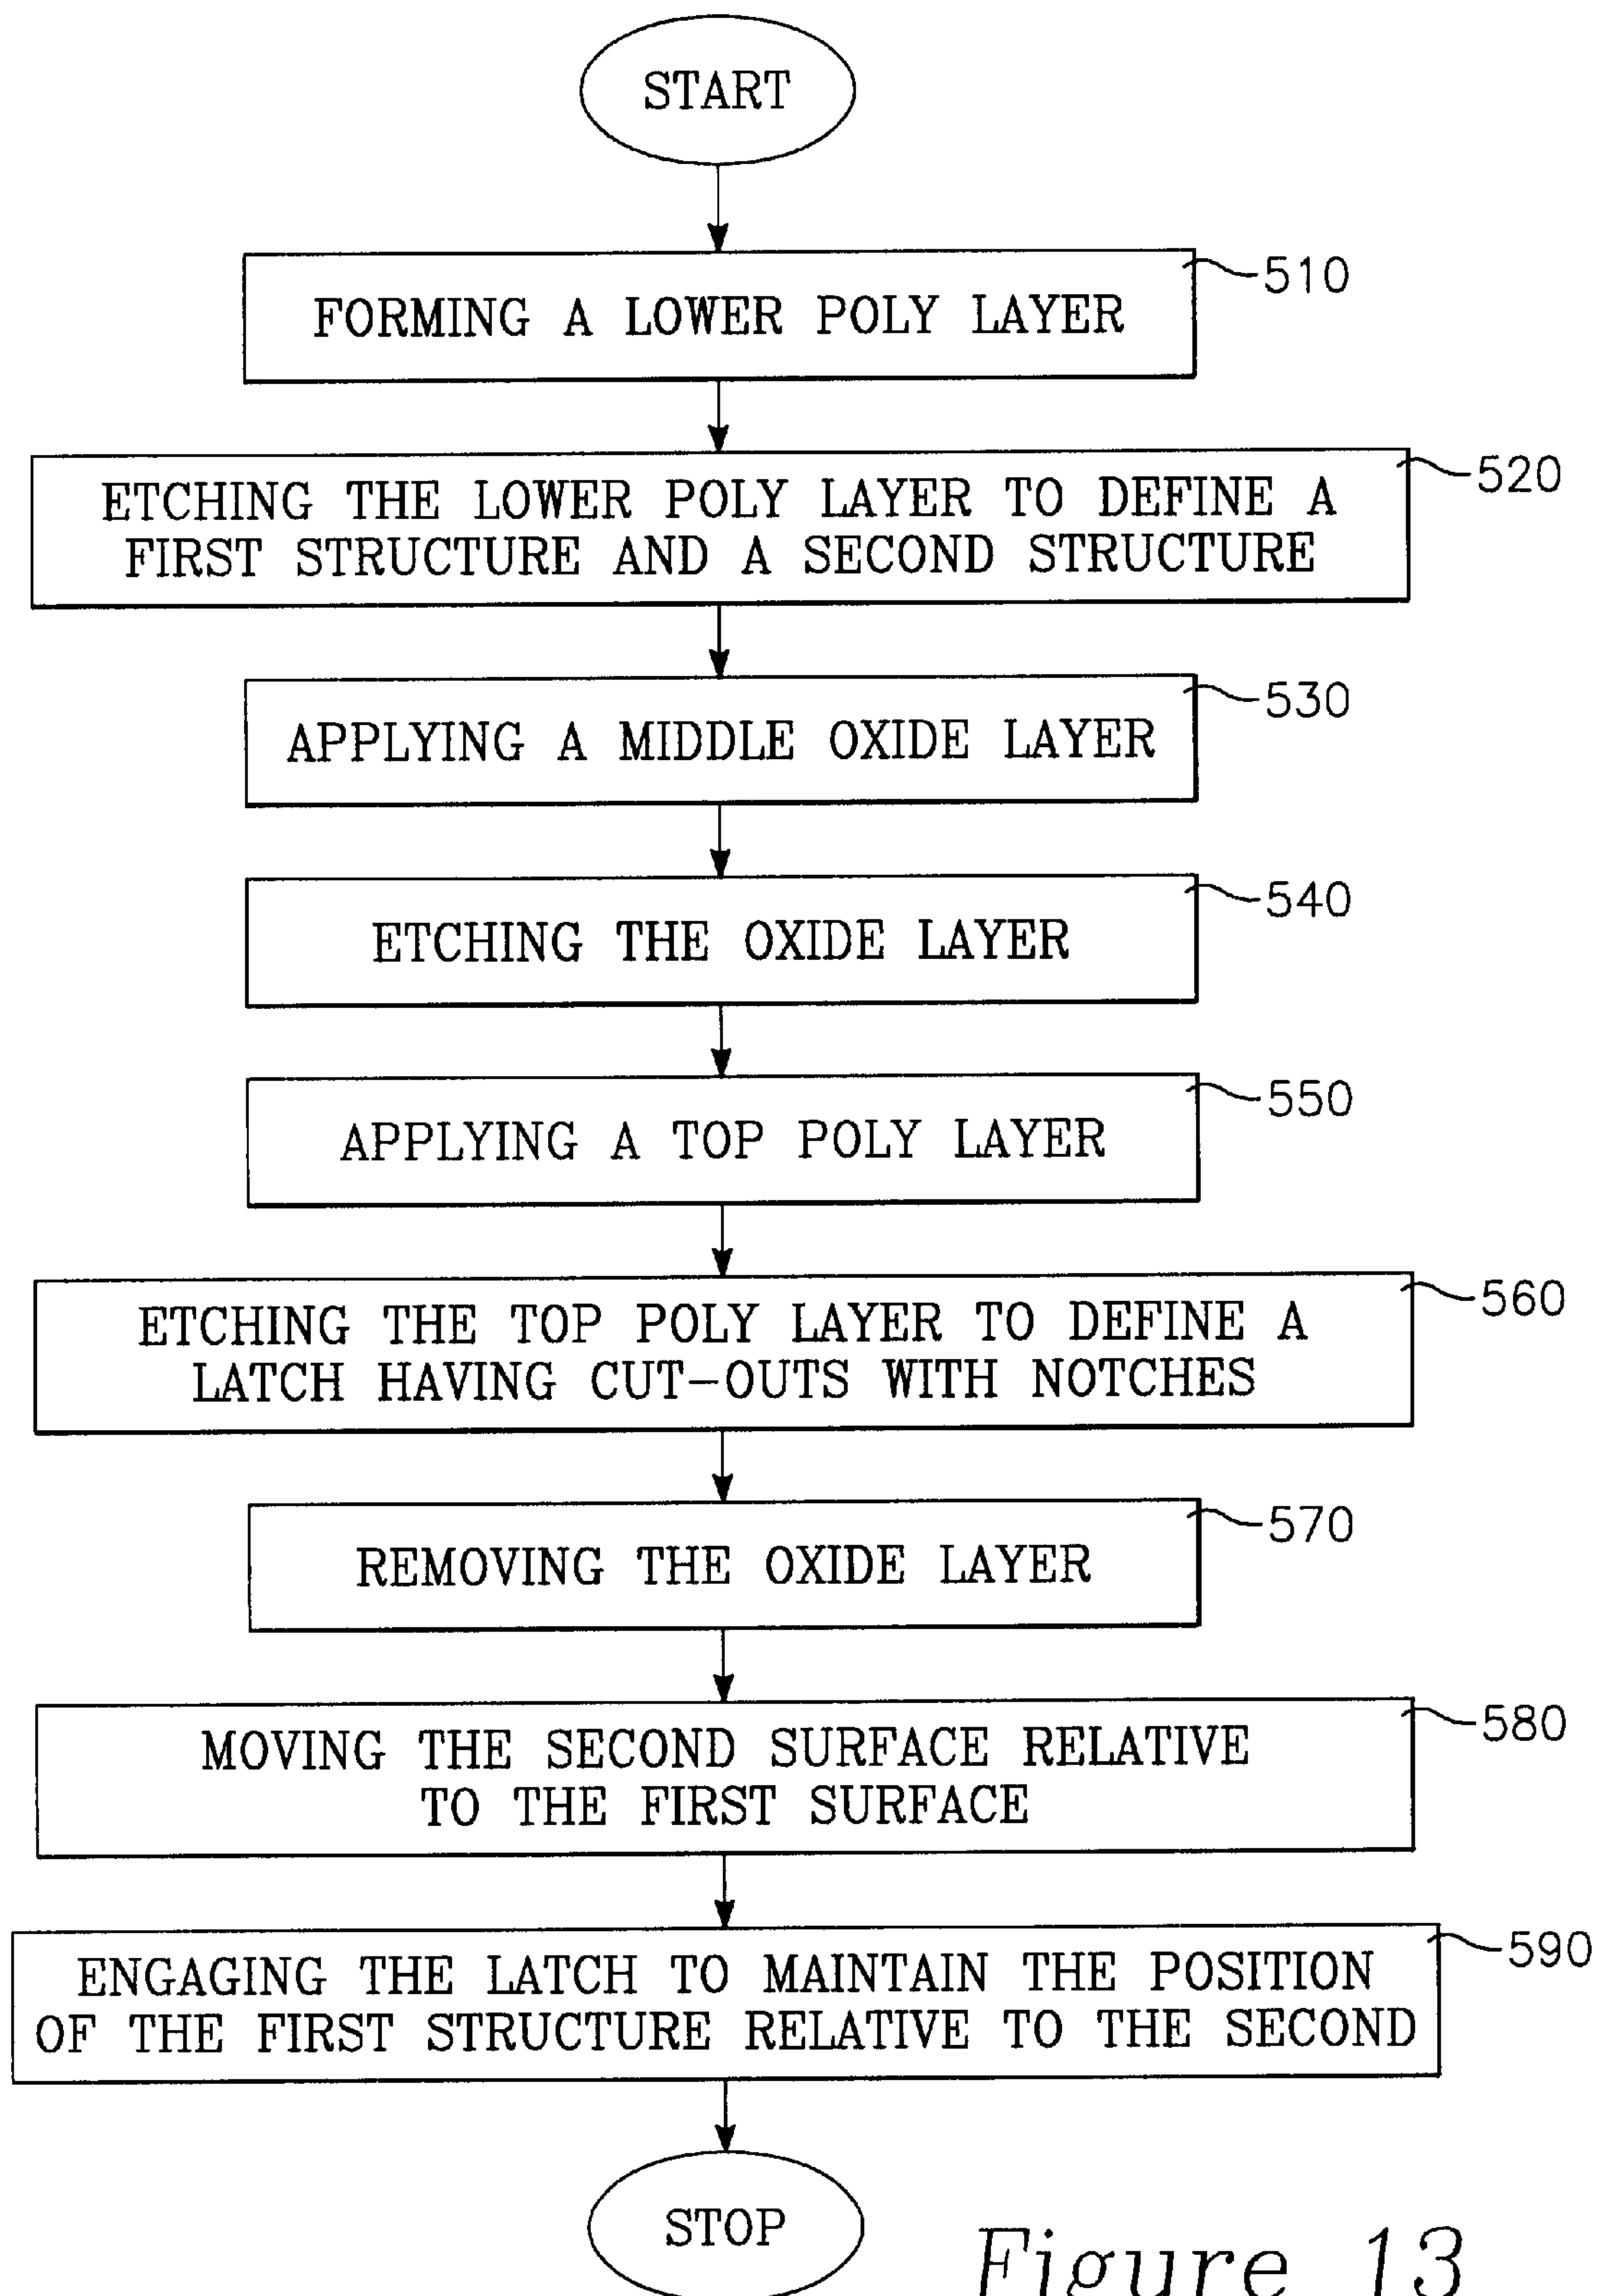 START
FORMING A LOWER POLY LAYER
510
ETCHING THE LOWER POLY LAYER TO DEFINE A
FIRST STRUCTURE AND A SECOND STRUCTURE
520
APPLYING A MIDDLE OXIDE LAYER
530
ETCHING THE OXIDE LAYER
540
APPLYING A TOP POLY LAYER
550
ETCHING THE TOP POLY LAYER TO DEFINE A
LATCH HAVING CUT-OUTS WITH NOTCHES
560
REMOVING THE OXIDE LAYER
570
MOVING THE SECOND SURFACE RELATIVE
TO THE FIRST SURFACE
580
ENGAGING THE LATCH TO MAINTAIN THE POSITION
OF THE FIRST STRUCTURE RELATIVE TO THE SECOND
590
STOP
Figure 13